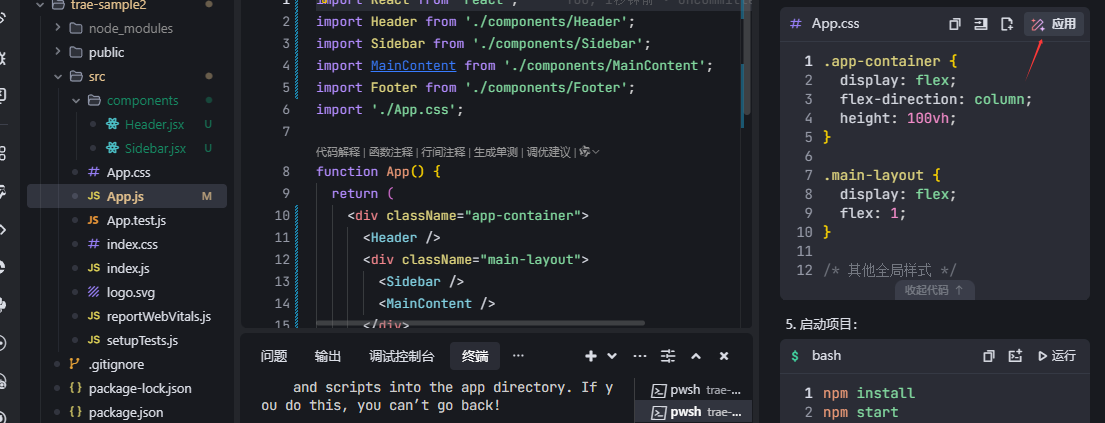 trae-sample2
node_modules
public
src
components
Header.jsx U
Sidebar.jsx U
App.css
JS App.js M
JS App.test.js
index.css
JS index.js
logo.svg
JS reportWebVitals.js
JS setupTests.js
.gitignore
package-lock.json
package.json
1 import React from 'react';
2 import Header from './components/Header';
3 import Sidebar from './components/Sidebar';
4 import MainContent from './components/MainContent';
5 import Footer from './components/Footer';
6 import './App.css';
7
代码解释 | 函数注释 | 行间注释 | 生成单测 | 调优建议 |
8 function App() {
9 return (
10 <div className="app-container">
11 <Header />
12 <div className="main-layout">
13 <Sidebar />
14 <MainContent />
15 </div>
问题 输出 调试控制台 终端 ···
and scripts into the app directory. If y
ou do this, you can't go back!
pwsh trae-...
pwsh trae-...
# App.css 应用
1 .app-container {
2 display: flex;
3 flex-direction: column;
4 height: 100vh;
5 }
6
7 .main-layout {
8 display: flex;
9 flex: 1;
10 }
11
12 /* 其他全局样式 */
收起代码 ↑
5. 启动项目：
$ bash 运行
1 npm install
2 npm start